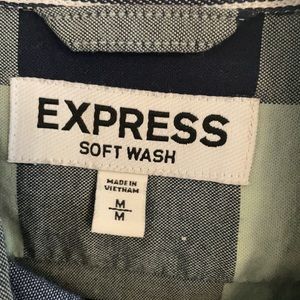 EXPRESS
SOFT WASH
MADE IN
VIETNAM
M
M